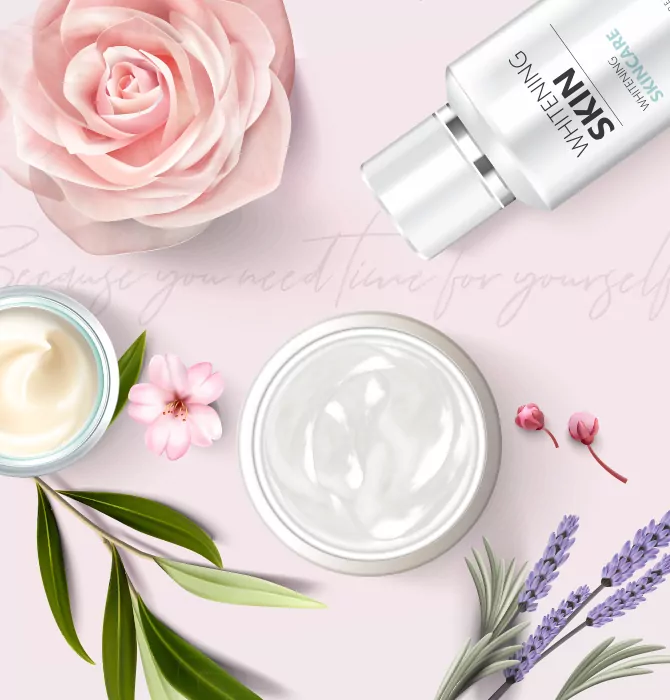 WHITENING
SKIN
WHITENING
SKINCARE
Because you need time for yourself